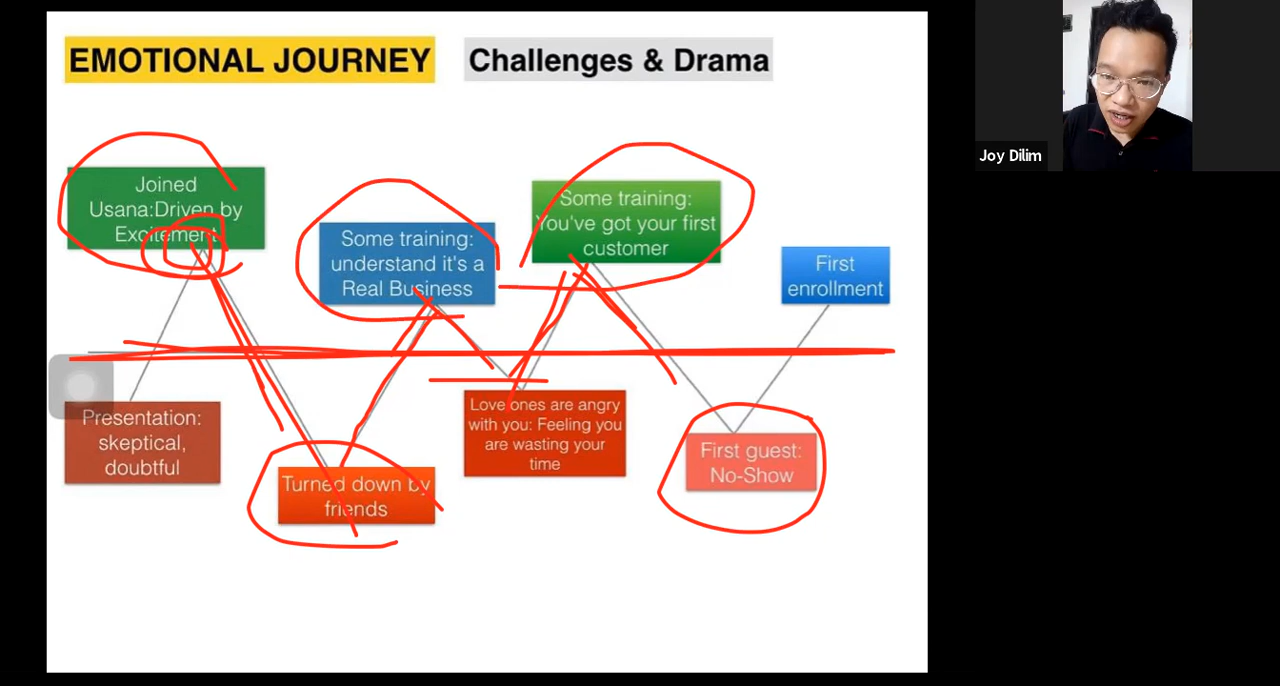 EMOTIONAL JOURNEY
Challenges & Drama
Joined
Usana:Driven by
Excitement
Some training:
understand it's a
Real Business
Some training:
You've got your first
customer
First
enrollment
Presentation:
skeptical,
doubtful
Turned down by
friends
Love ones are angry
with you: Feeling you
are wasting your
time
First guest:
No-Show
Joy Dilim